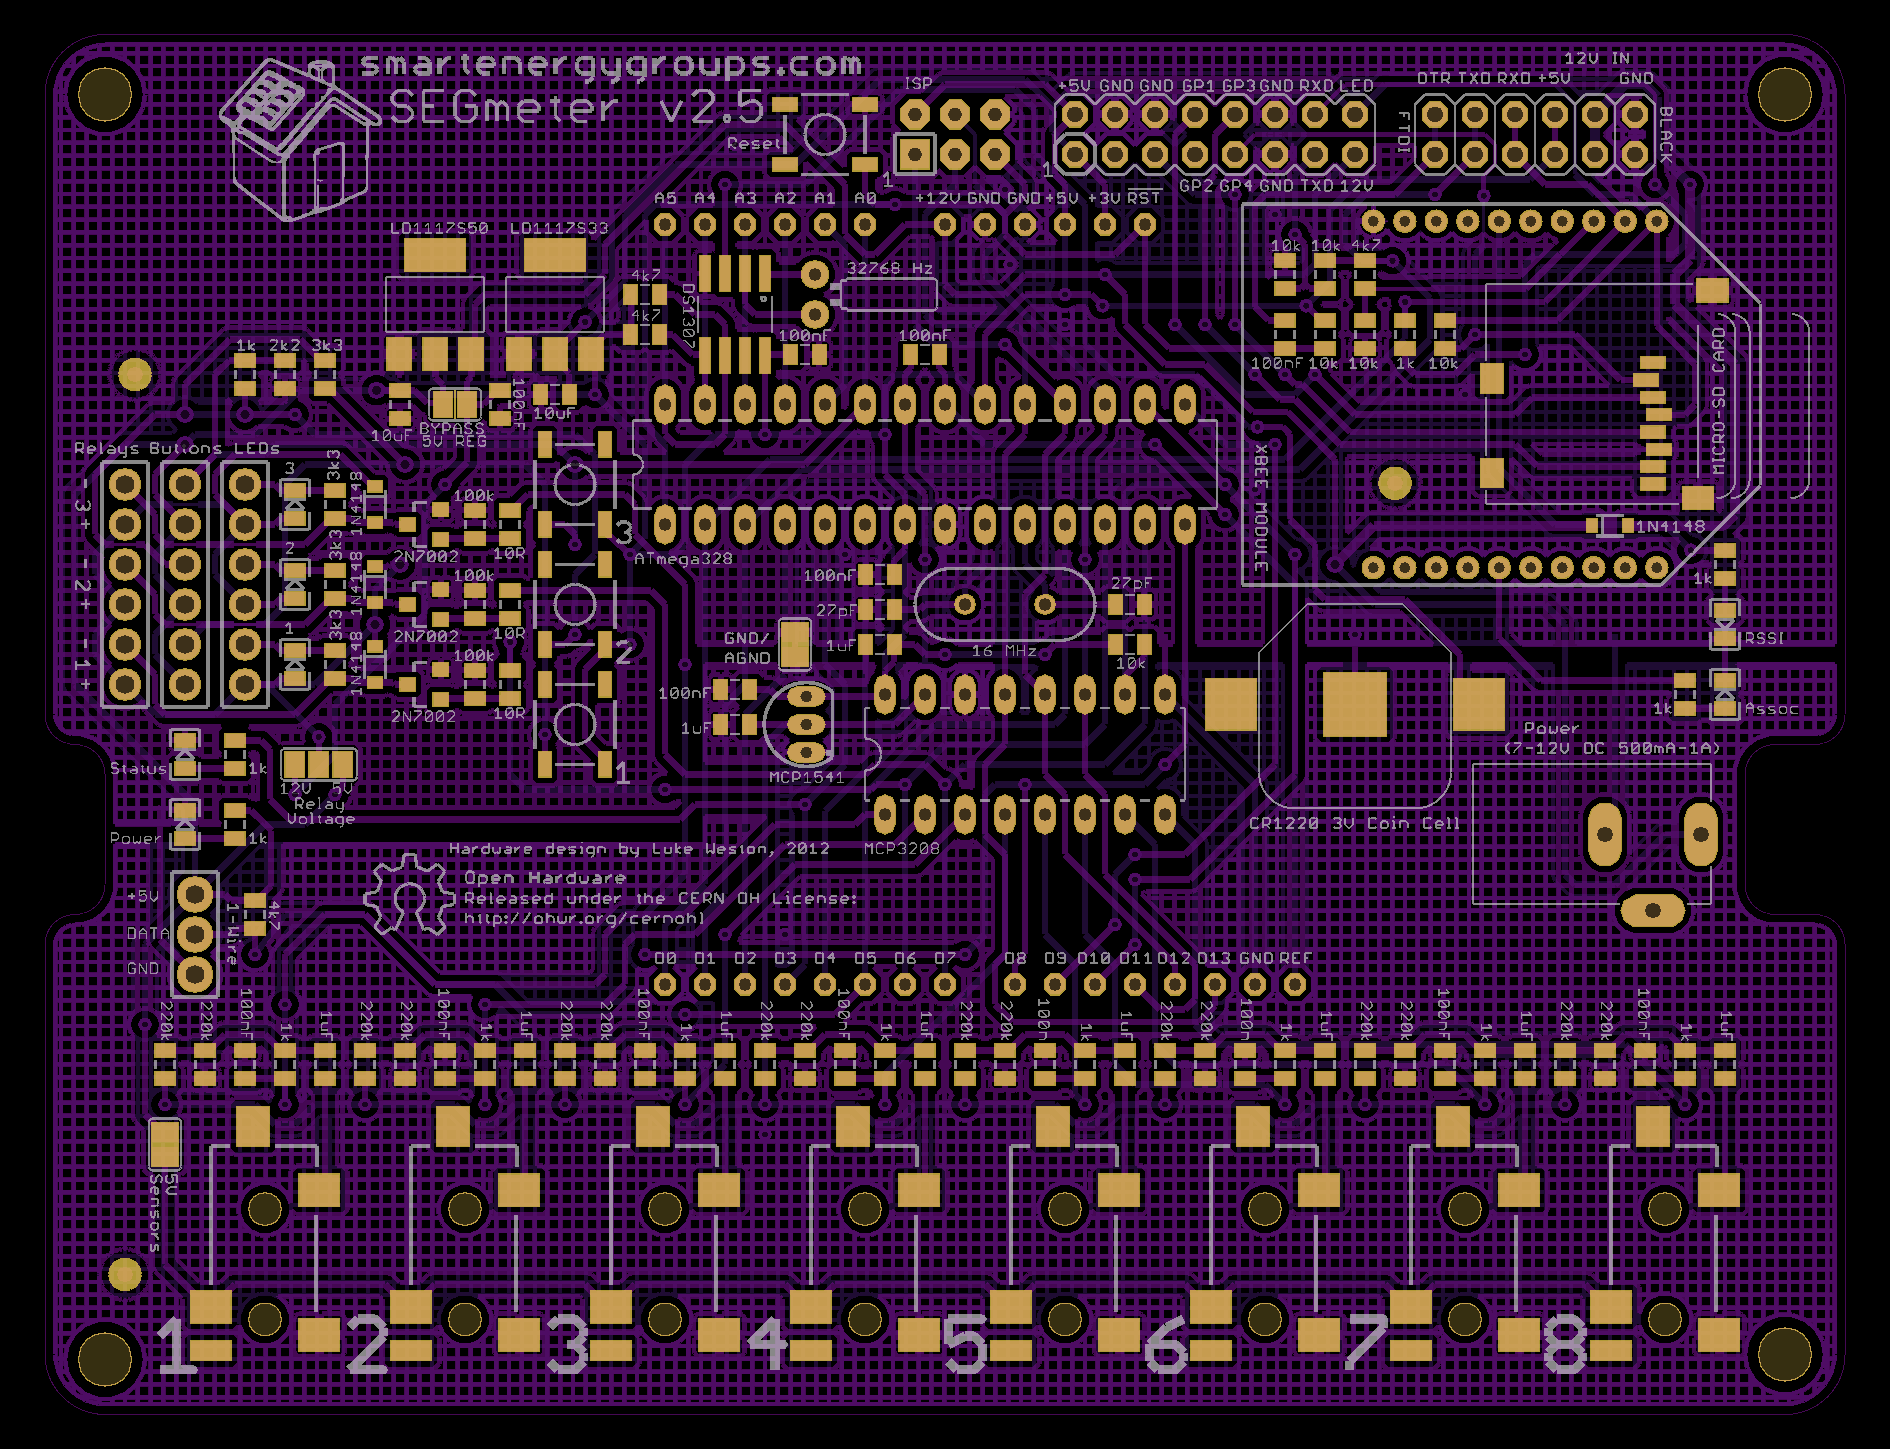 smartenergygroups.com
SEGmeter v2.5
Reset
ISP
1
+5V GND GND GP1 GP3 GND RXD LED
1
GP2 GP4 GND TXD 12V
12V IN
DTR TXD RXD +5V GND
FTDI
BLACK
A5 A4 A3 A2 A1 A0
+12V GND GND +5V +3V RST
LD1117S50
LD1117S33
4k7
4k7
DS1307
32768 Hz
100nF
100nF
10k 10k 4k7
100nF 10k 10k 1k 10k
MICRO-SD CARD
XBEE MODULE
1N4148
1k 2k2 3k3
10uF
BYPASS
5V REG
100nF
10uF
Relays Buttons LEDs
- 3 +
- 2 +
- 1 +
3
3k3
1N4148
100k
2N7002
10R
3
2
3k3
1N4148
100k
2N7002
10R
2
1
3k3
1N4148
100k
2N7002
10R
1
ATmega328
100nF
27pF
1uF
16 MHz
27pF
10k
GND/
AGND
100nF
1uF
MCP1541
MCP3208
1k
RSSI
1k
Assoc
CR1220 3V Coin Cell
Power
(7-12V DC 500mA-1A)
Status
1k
Power
1k
12V 5V
Relay
Voltage
Hardware design by Luke Weston, 2012
Open Hardware
Released under the CERN OH License:
http://ohwr.org/cernohl
+5V
DATA
GND
1-Wire
4k7
D0 D1 D2 D3 D4 D5 D6 D7
D8 D9 D10 D11 D12 D13 GND REF
220k 220k 100nF 1k 1uF 220k 220k 100nF 1k 1uF 220k 220k 100nF 1k 1uF 220k 220k 100nF 1k 1uF 220k 220k 100n 1k 1uF 220k 220k 100n 1k 1uF 220k 220k 100nF 1k 1uF 220k 220k 100nF 1k 1uF
5V
Sensors
1 2 3 4 5 6 7 8